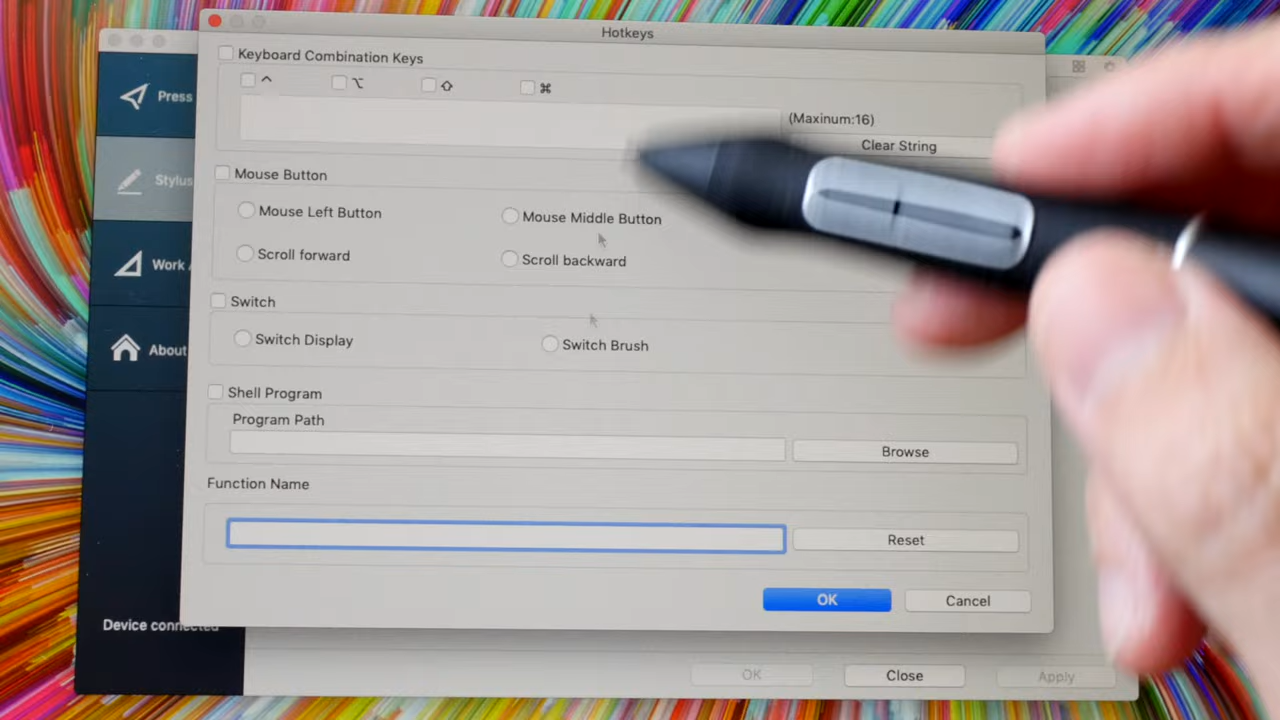 Hotkeys
Keyboard Combination Keys
^ ⌥ ⇧ ⌘
(Maxinum:16)
Clear String
Mouse Button
Mouse Left Button
Mouse Middle Button
Scroll forward
Scroll backward
Switch
Switch Display
Switch Brush
Shell Program
Program Path
Browse
Function Name
Reset
OK
Cancel
Press
Stylus
Work
About
Device connected
OK
Close
Apply